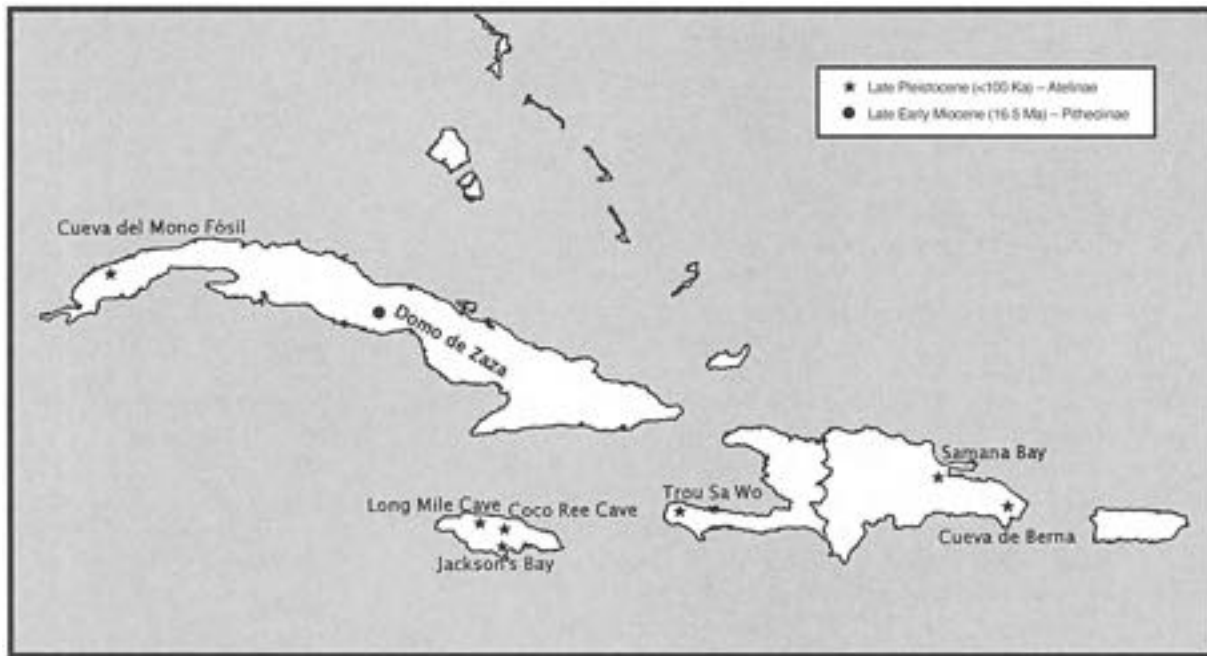 ★ Late Pleistocene (<100 Ka) – Atelinae
● Late Early Miocene (16.5 Ma) – Pitheciinae
Cueva del Mono Fósil
Domo de Zaza
Samana Bay
Trou Sa Wo
Long Mile Cave
Coco Ree Cave
Cueva de Berna
Jackson's Bay